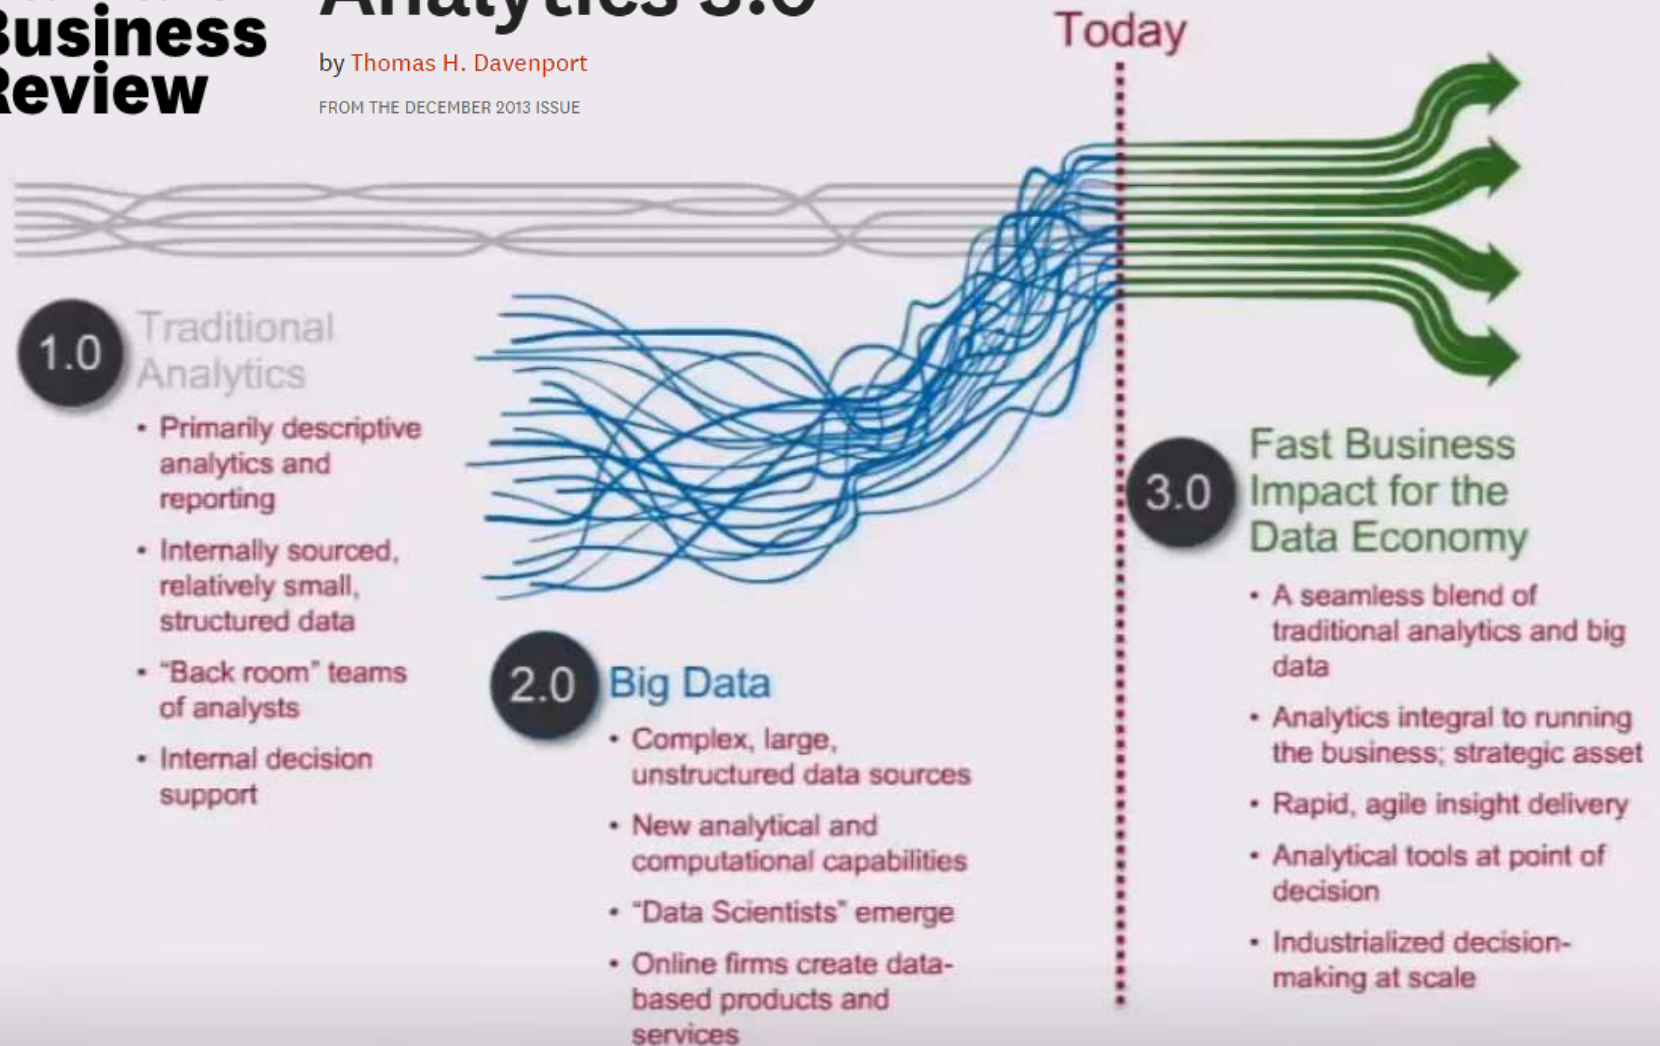 Business
Review
Analytics 3.0
by Thomas H. Davenport
FROM THE DECEMBER 2013 ISSUE
Today
1.0
Traditional
Analytics
• Primarily descriptive
analytics and
reporting
• Internally sourced,
relatively small,
structured data
• “Back room” teams
of analysts
• Internal decision
support
2.0
Big Data
• Complex, large,
unstructured data sources
• New analytical and
computational capabilities
• “Data Scientists” emerge
• Online firms create data-
based products and
services
3.0
Fast Business
Impact for the
Data Economy
• A seamless blend of
traditional analytics and big
data
• Analytics integral to running
the business; strategic asset
• Rapid, agile insight delivery
• Analytical tools at point of
decision
• Industrialized decision-
making at scale